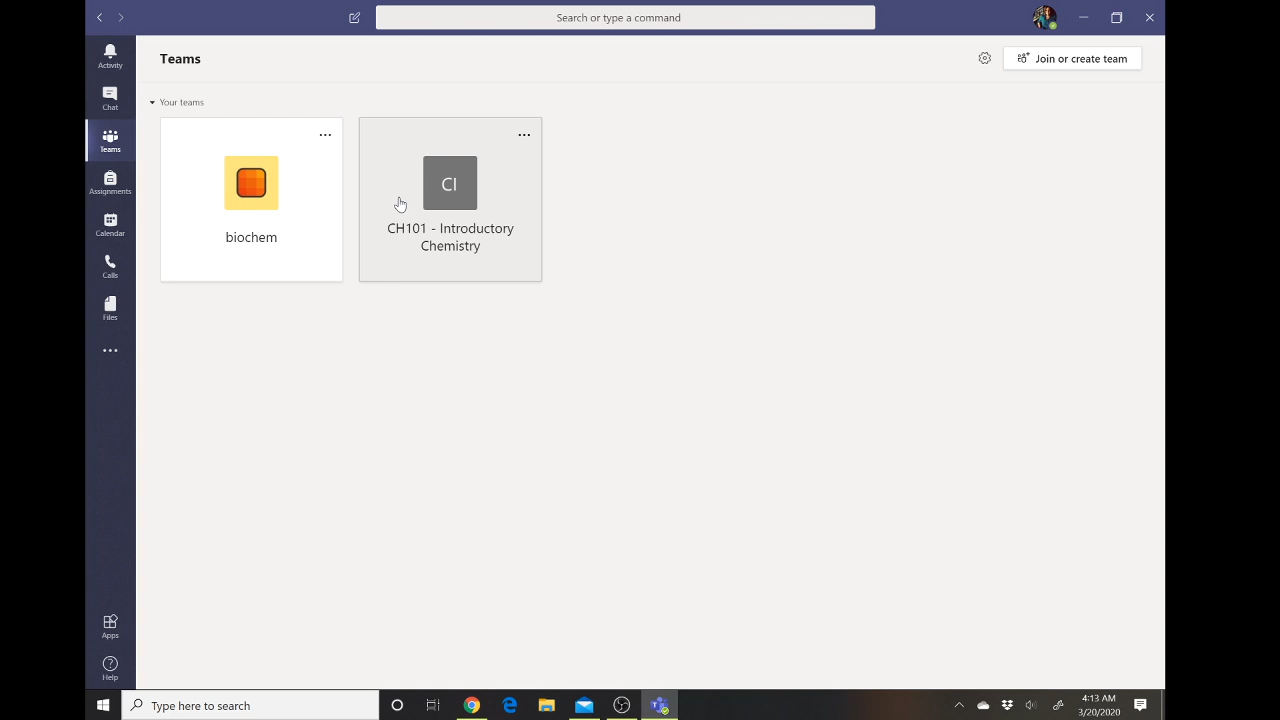 Search or type a command
Activity
Chat
Teams
Assignments
Calendar
Calls
Files
Apps
Help
Teams
Join or create team
Your teams
biochem
CI
CH101 - Introductory
Chemistry
Type here to search
4:13 AM
3/20/2020